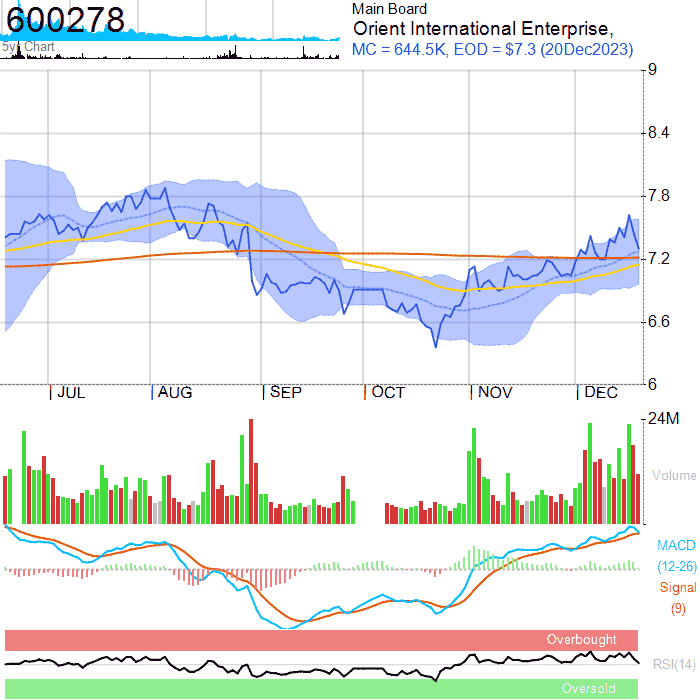 600278
5yr Chart
Main Board
Orient International Enterprise,
MC = 644.5K, EOD = $7.3 (20Dec2023)
9
8.4
7.8
7.2
6.6
6
JUL AUG SEP OCT NOV DEC
24M
Volume
MACD
(12-26)
Signal
(9)
Overbought
RSI(14)
Oversold